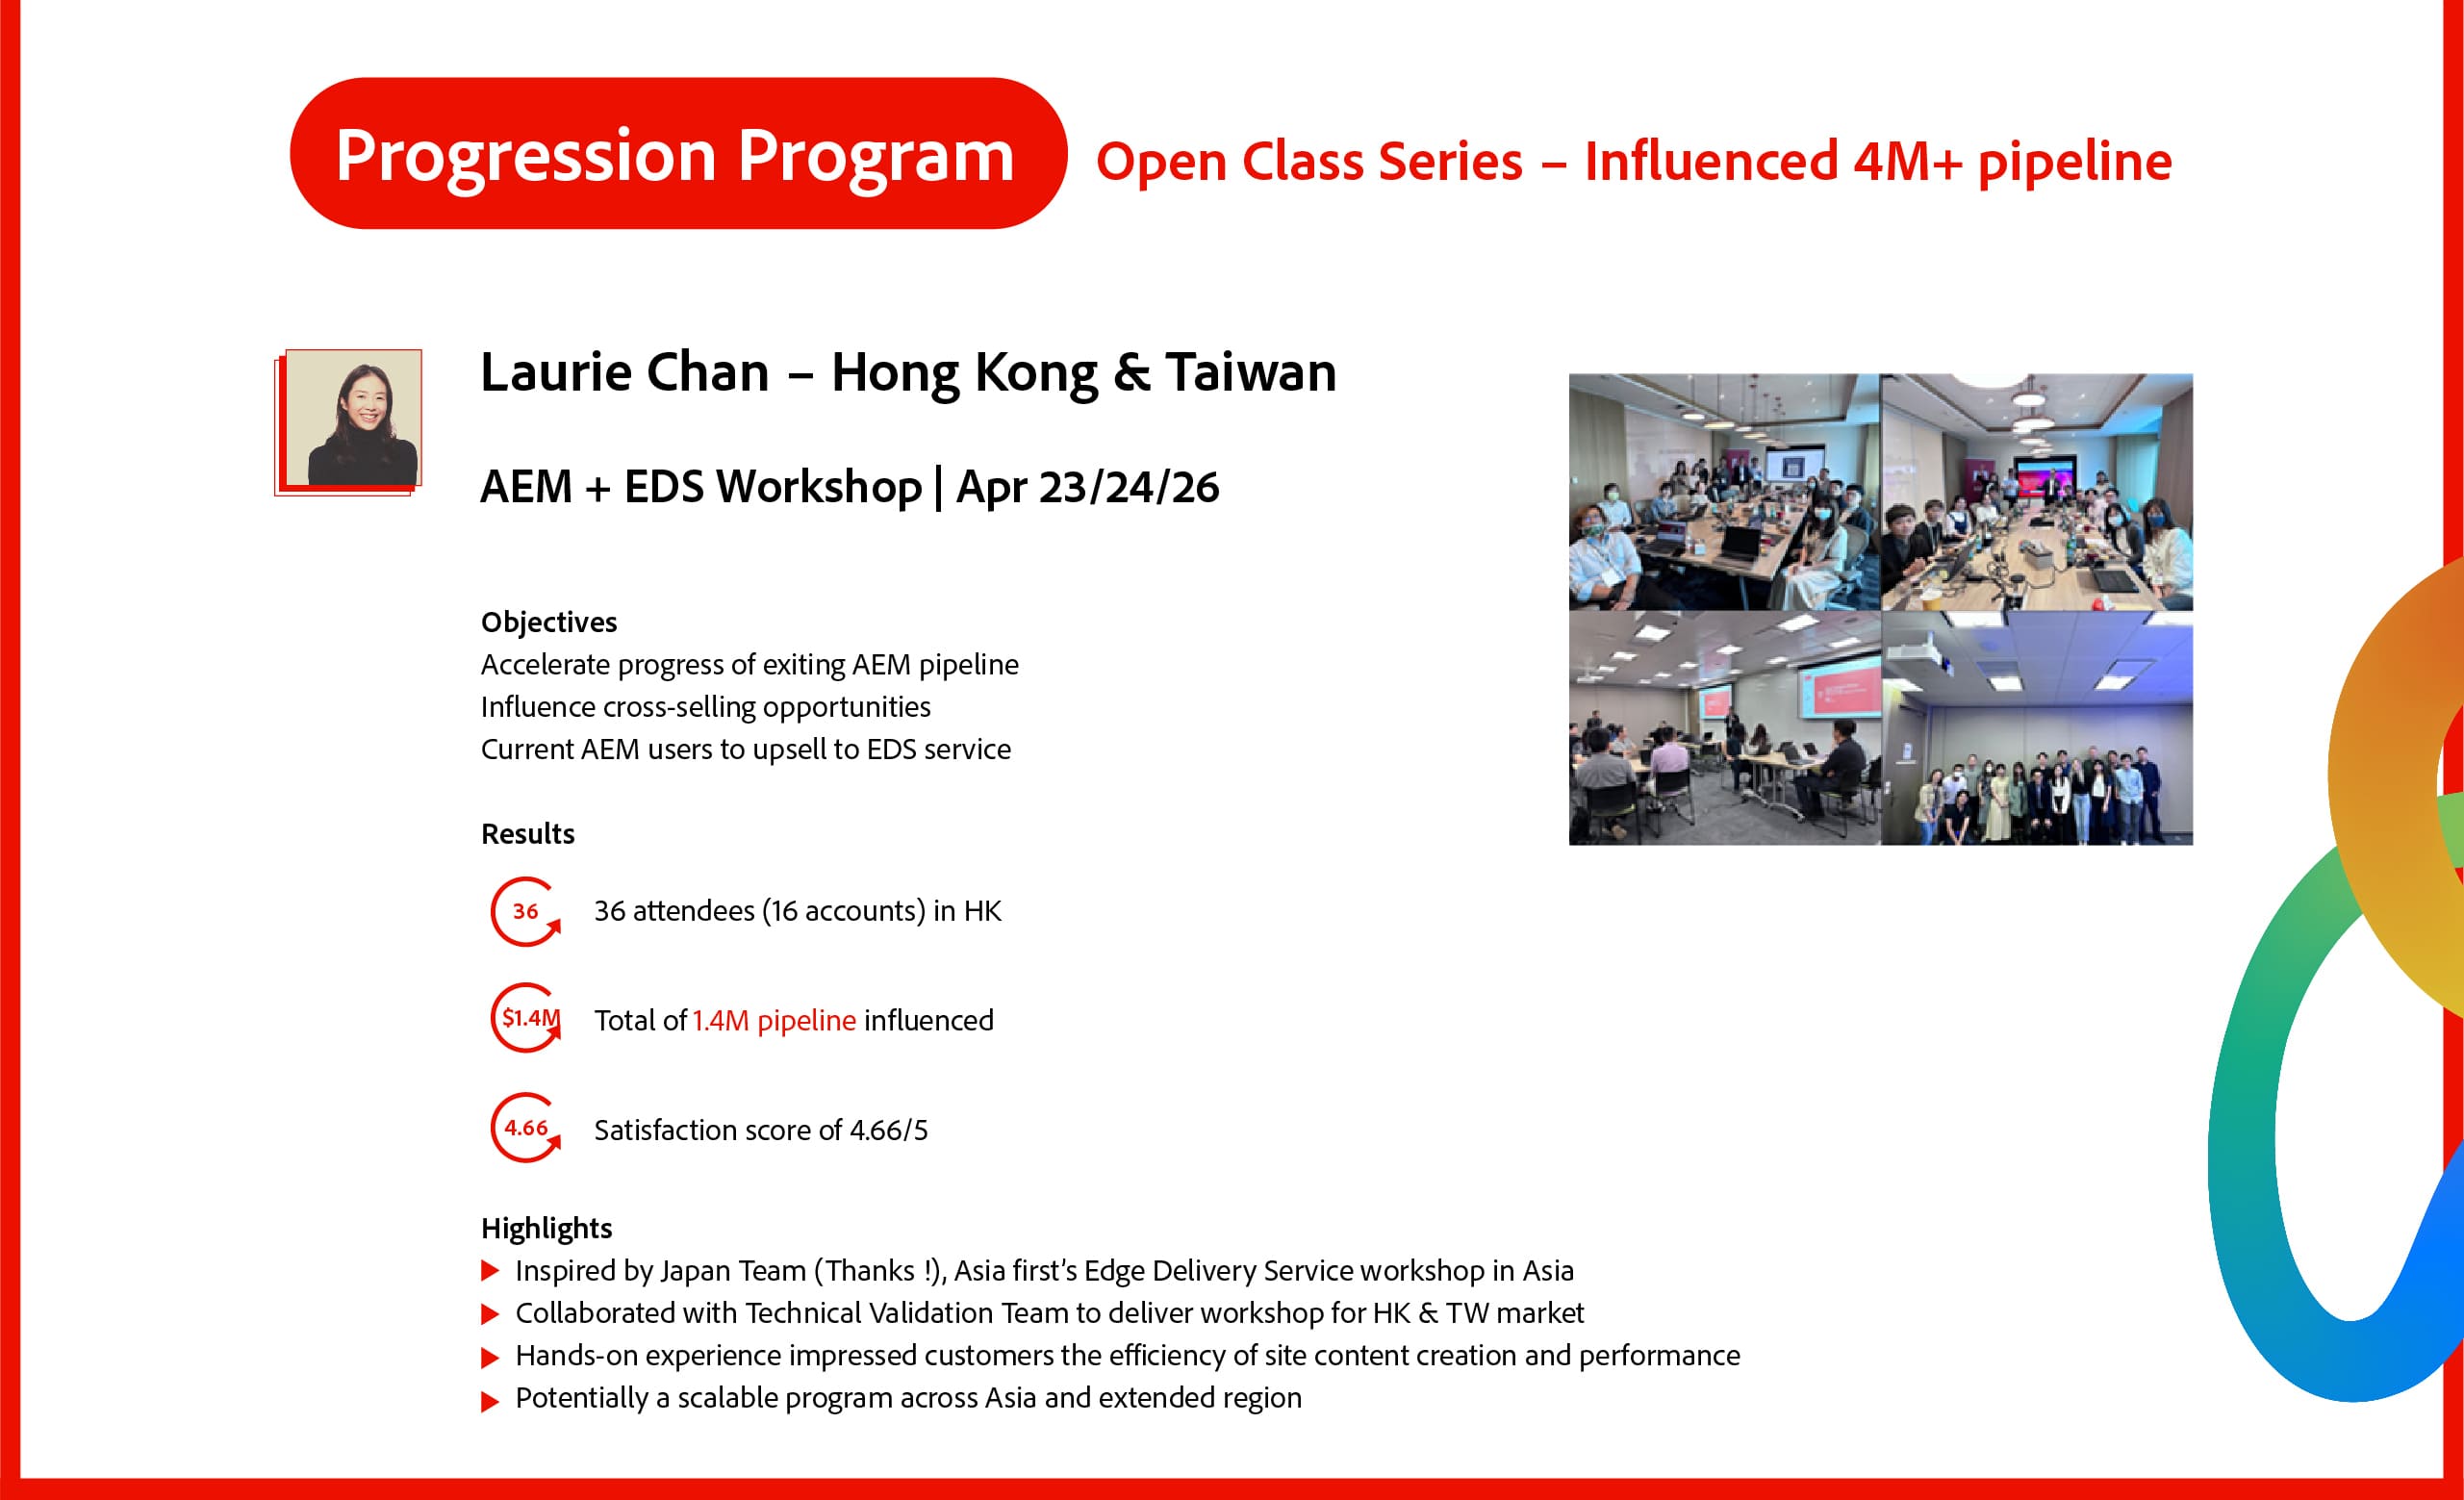 Progression Program
Open Class Series – Influenced 4M+ pipeline
Laurie Chan – Hong Kong & Taiwan
AEM + EDS Workshop | Apr 23/24/26
Objectives
Accelerate progress of exiting AEM pipeline
Influence cross-selling opportunities
Current AEM users to upsell to EDS service
Results
36
36 attendees (16 accounts) in HK
$1.4M
Total of 1.4M pipeline influenced
4.66
Satisfaction score of 4.66/5
Highlights
Inspired by Japan Team (Thanks !), Asia first’s Edge Delivery Service workshop in Asia
Collaborated with Technical Validation Team to deliver workshop for HK & TW market
Hands-on experience impressed customers the efficiency of site content creation and performance
Potentially a scalable program across Asia and extended region